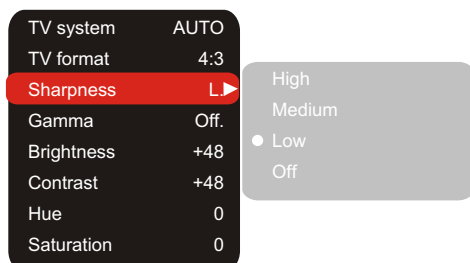 TV system AUTO
TV format 4:3
Sharpness L.
Gamma Off.
Brightness +48
Contrast +48
Hue 0
Saturation 0
High
Medium
Low
Off